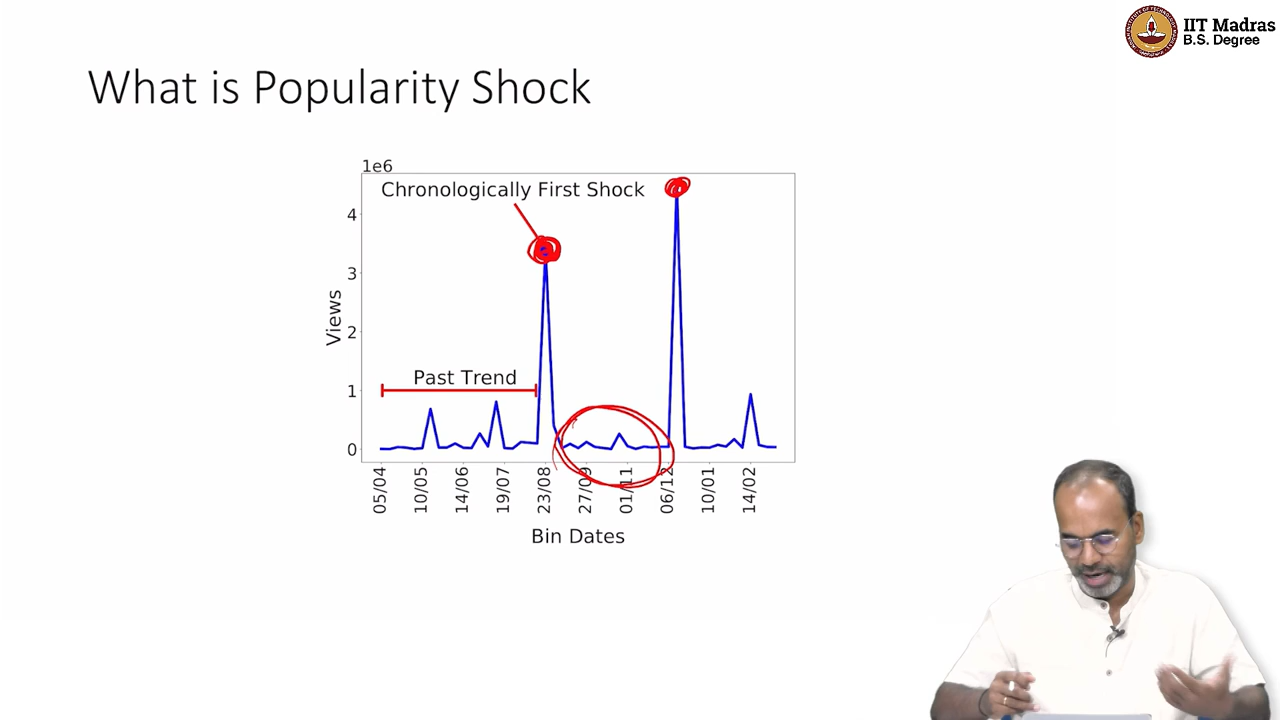 IIT Madras
B.S. Degree
What is Popularity Shock
1e6
Chronologically First Shock
4
3
Views
2
Past Trend
1
0
05/04
10/05
14/06
19/07
23/08
27/09
01/11
06/12
10/01
14/02
Bin Dates